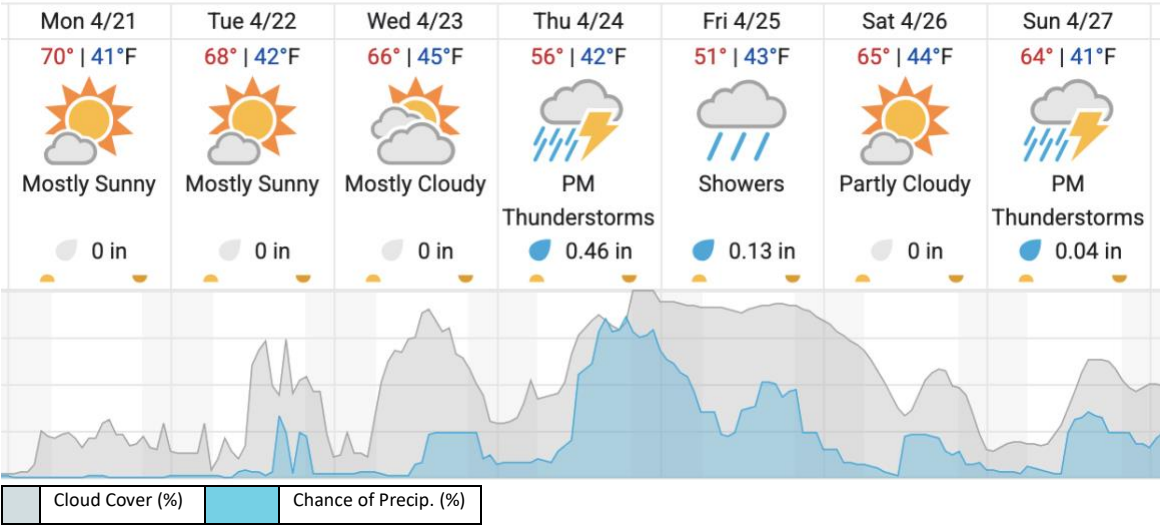 Mon 4/21 Tue 4/22 Wed 4/23 Thu 4/24 Fri 4/25 Sat 4/26 Sun 4/27
70° | 41°F 68° | 42°F 66° | 45°F 56° | 42°F 51° | 43°F 65° | 44°F 64° | 41°F
Mostly Sunny Mostly Sunny Mostly Cloudy PM Showers Partly Cloudy PM
Thunderstorms Thunderstorms
0 in 0 in 0 in 0.46 in 0.13 in 0 in 0.04 in
Cloud Cover (%) Chance of Precip. (%)